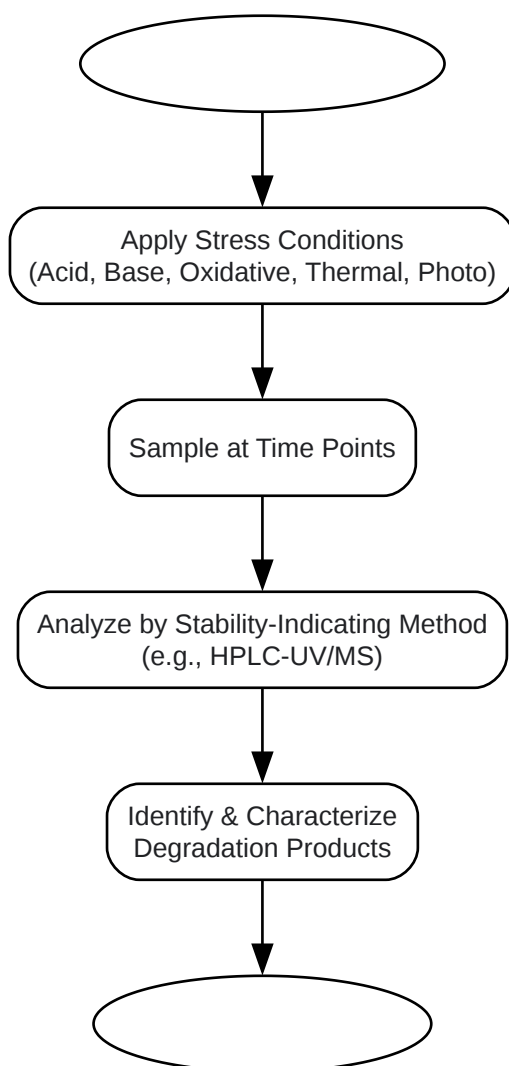 Apply Stress Conditions
(Acid, Base, Oxidative, Thermal, Photo)
Sample at Time Points
Analyze by Stability-Indicating Method
(e.g., HPLC-UV/MS)
Identify & Characterize
Degradation Products